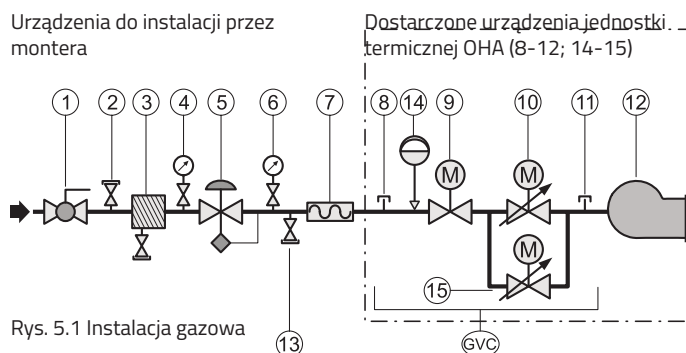 Urządzenia do instalacji przez
montera
Dostarczone urządzenia jednostki
termicznej OHA (8-12; 14-15)
1 2 3 4 5 6 7 8 14 9 10 11 12
M M
M
15
13
GVC
Rys. 5.1 Instalacja gazowa